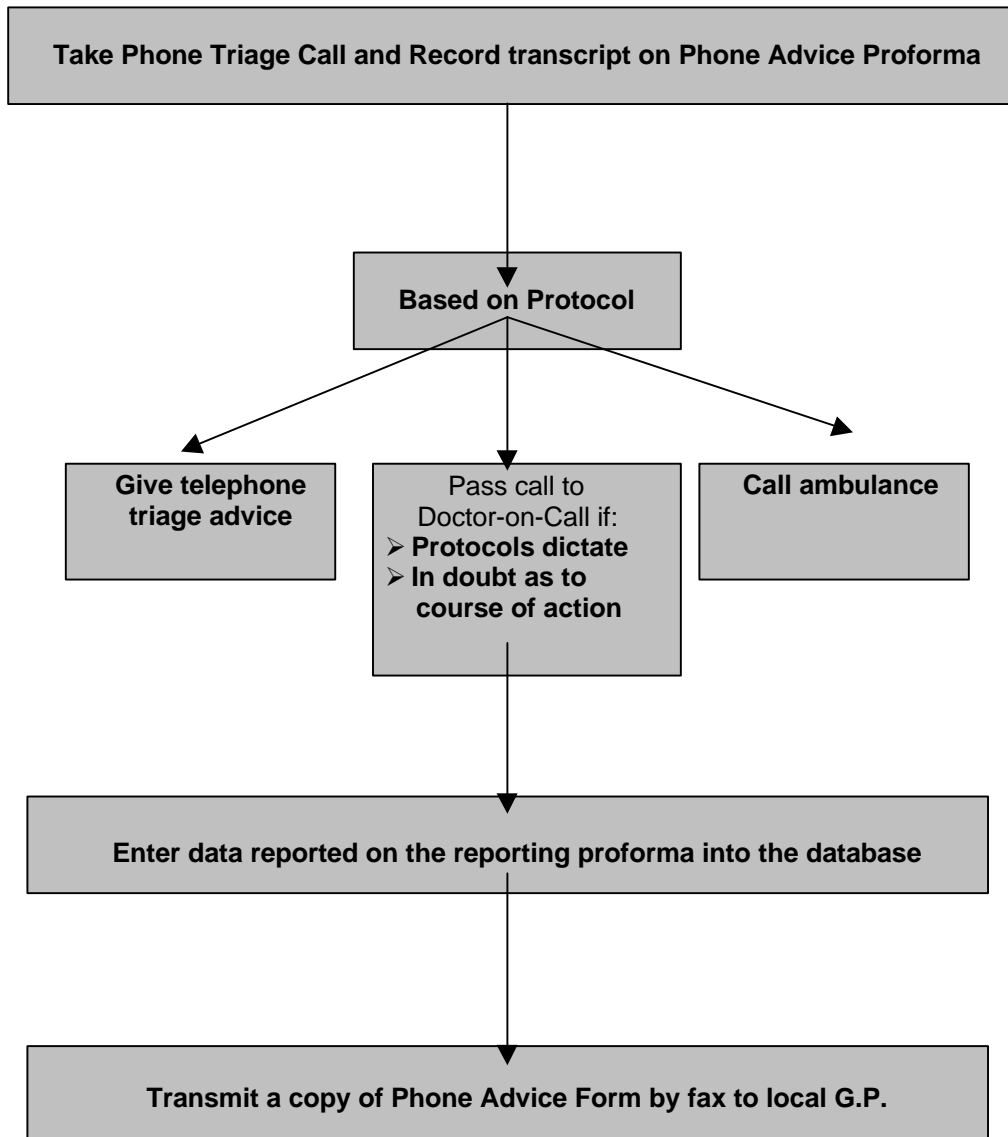 Take Phone Triage Call and Record transcript on Phone Advice Proforma
Based on Protocol
Give telephone
triage advice
Pass call to
Doctor-on-Call if:
➢ Protocols dictate
➢ In doubt as to
course of action
Call ambulance
Enter data reported on the reporting proforma into the database
Transmit a copy of Phone Advice Form by fax to local G.P.